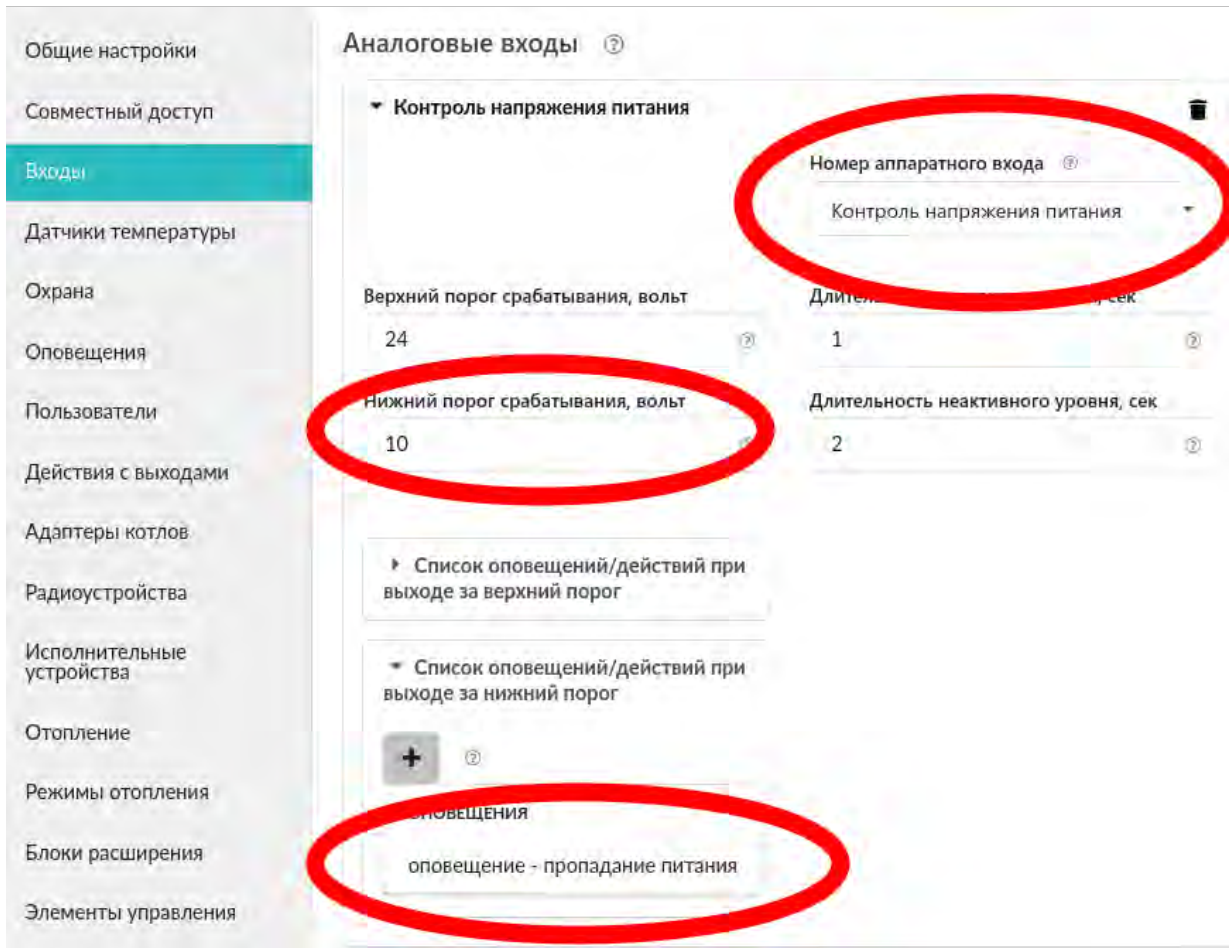 Общие настройки
Совместный доступ
Входы
Датчики температуры
Охрана
Оповещения
Пользователи
Действия с выходами
Адаптеры котлов
Радиоустройства
Исполнительные
устройства
Отопление
Режимы отопления
Блоки расширения
Элементы управления
Аналоговые входы
Контроль напряжения питания
Номер аппаратного входа
Контроль напряжения питания
Верхний порог срабатывания, вольт
24
сек
1
Нижний порог срабатывания, вольт
10
Длительность неактивного уровня, сек
2
Список оповещений/действий при
выходе за верхний порог
Список оповещений/действий при
выходе за нижний порог
+
оповещение - пропадание питания